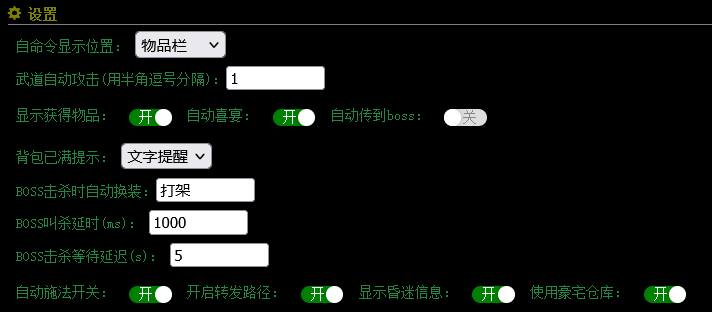 设置
自命令显示位置： 物品栏
武道自动攻击(用半角逗号分隔)： 1
显示获得物品： 开 自动喜宴： 开 自动传到boss： 关
背包已满提示： 文字提醒
BOSS击杀时自动换装： 打架
BOSS叫杀延时(ms)： 1000
BOSS击杀等待延迟(s)： 5
自动施法开关： 开 开启转发路径： 开 显示昏迷信息： 开 使用豪宅仓库： 开